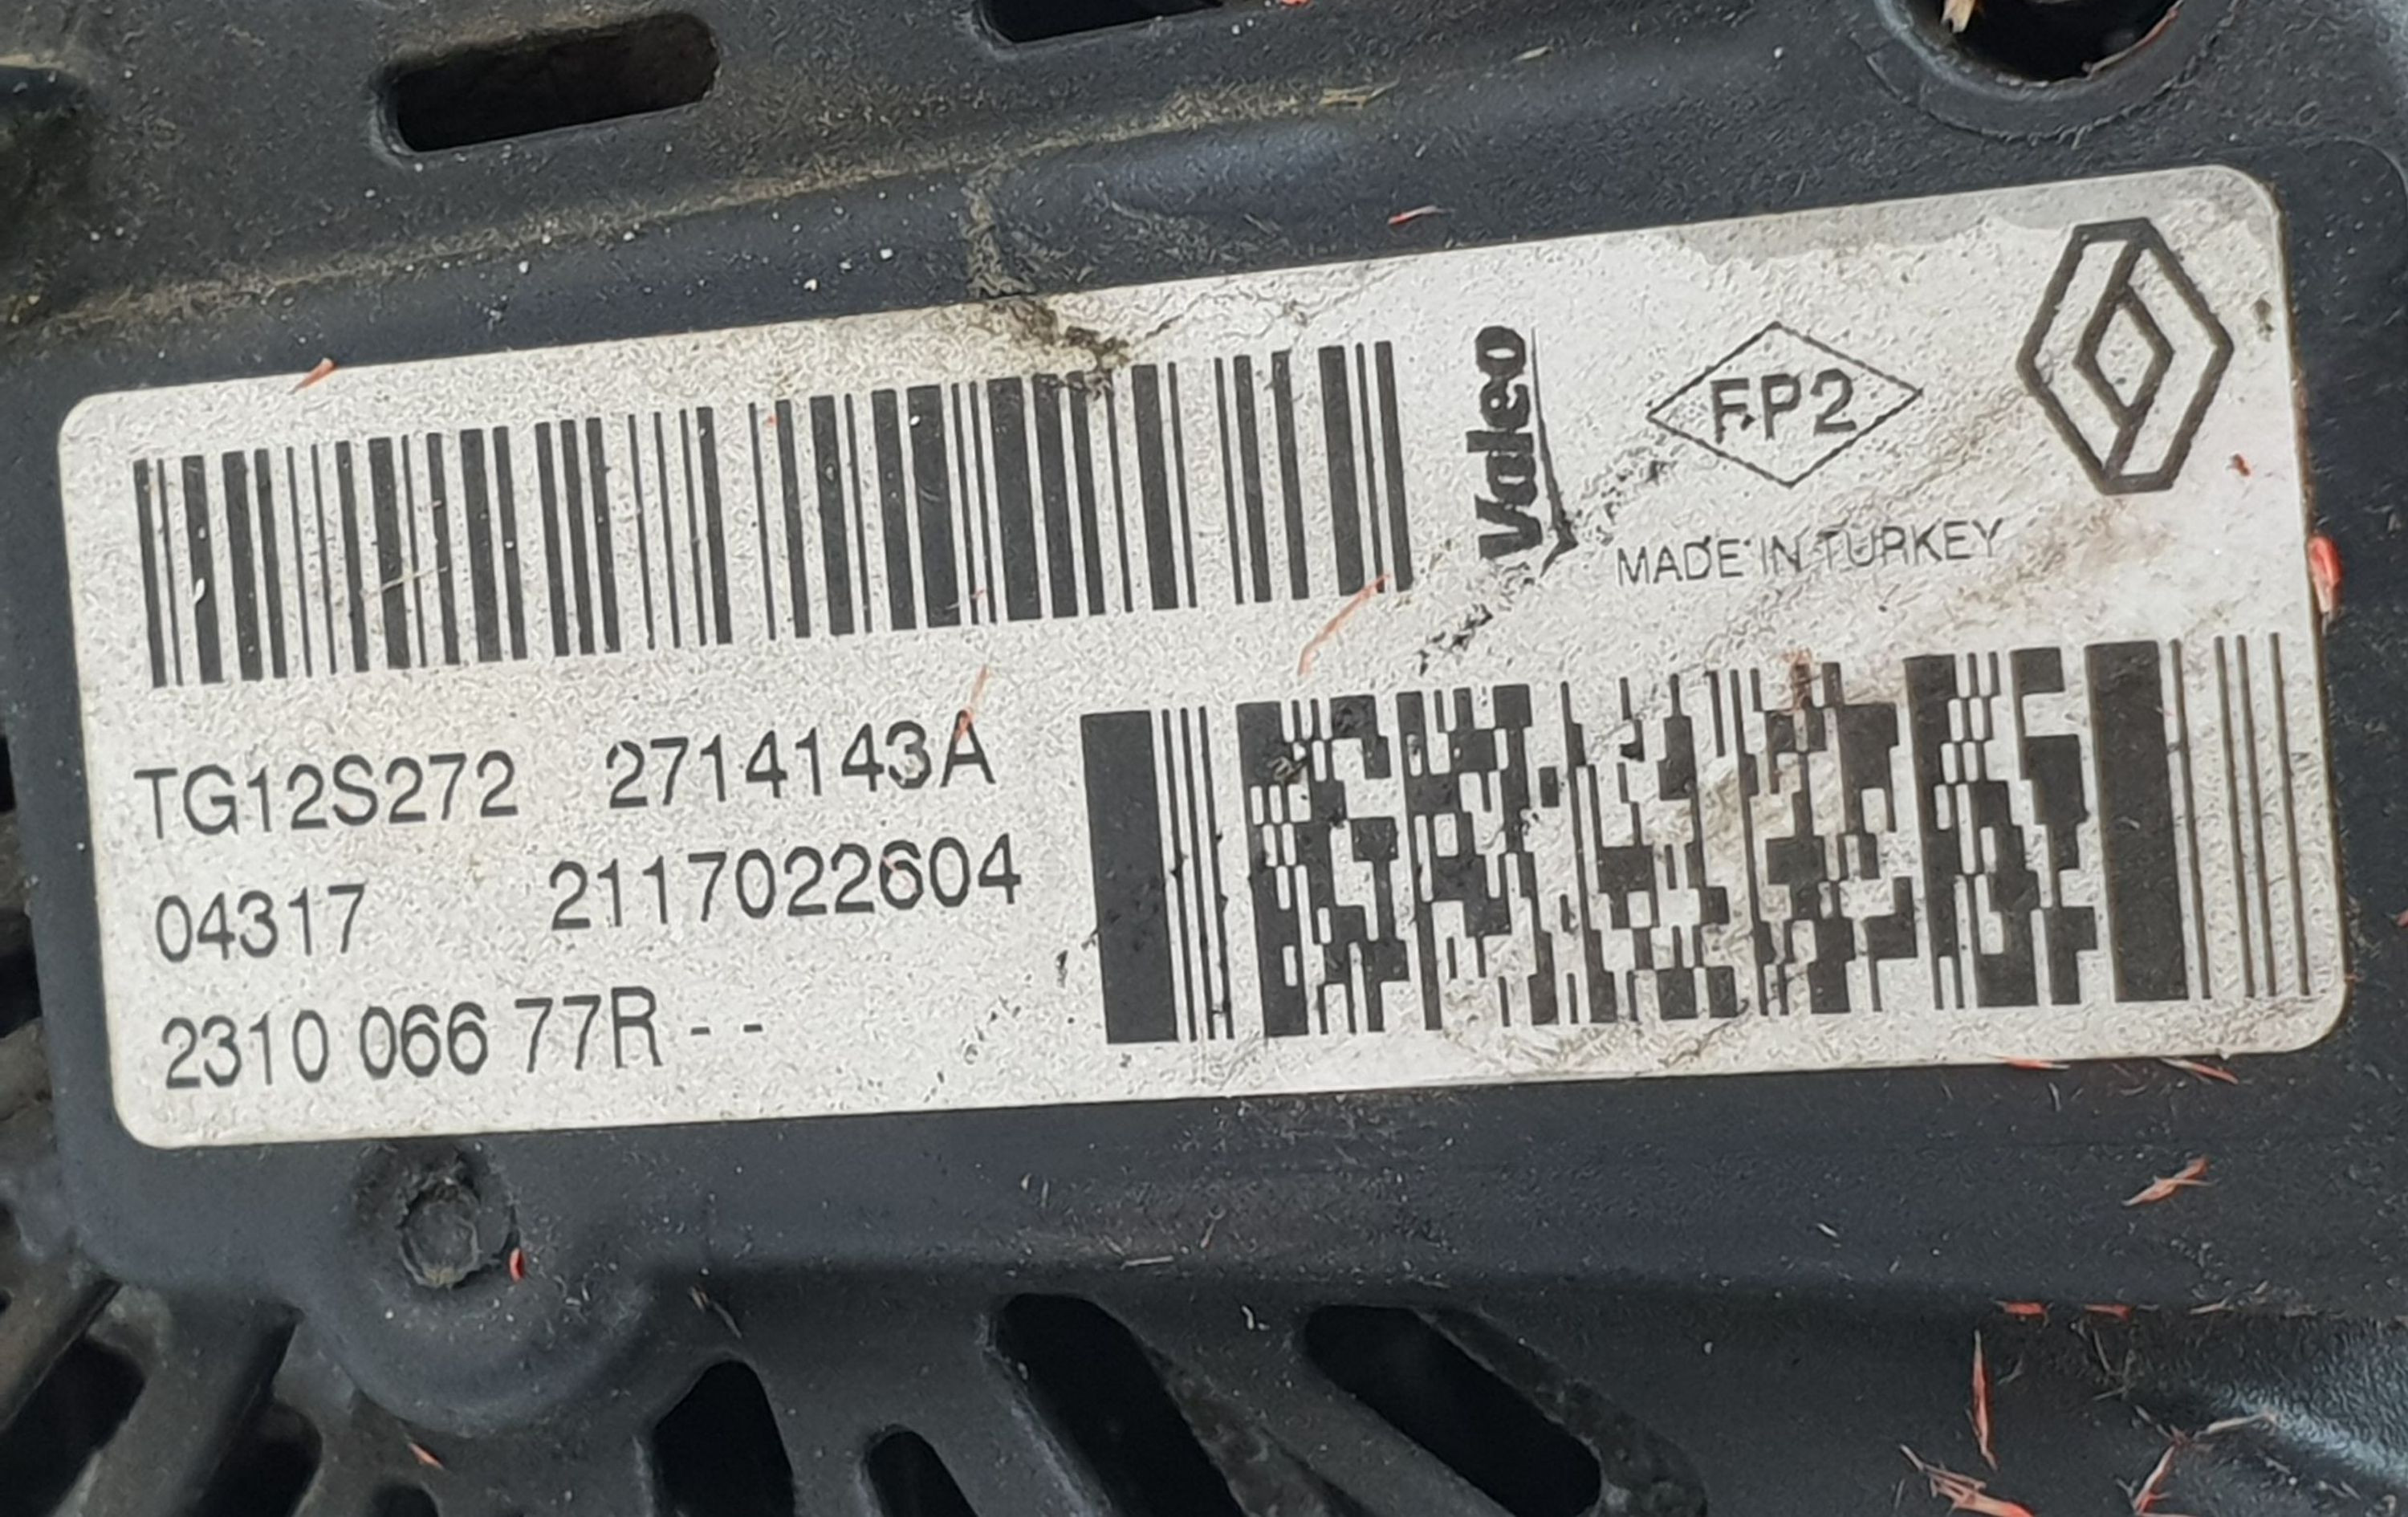 Valeo
FP2
MADE IN TURKEY
TG12S272 2714143A
04317 2117022604
2310 066 77R - -